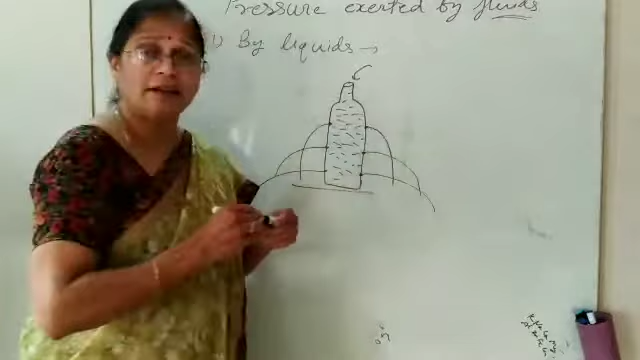 Pressure exerted by fluids
1) By liquids →